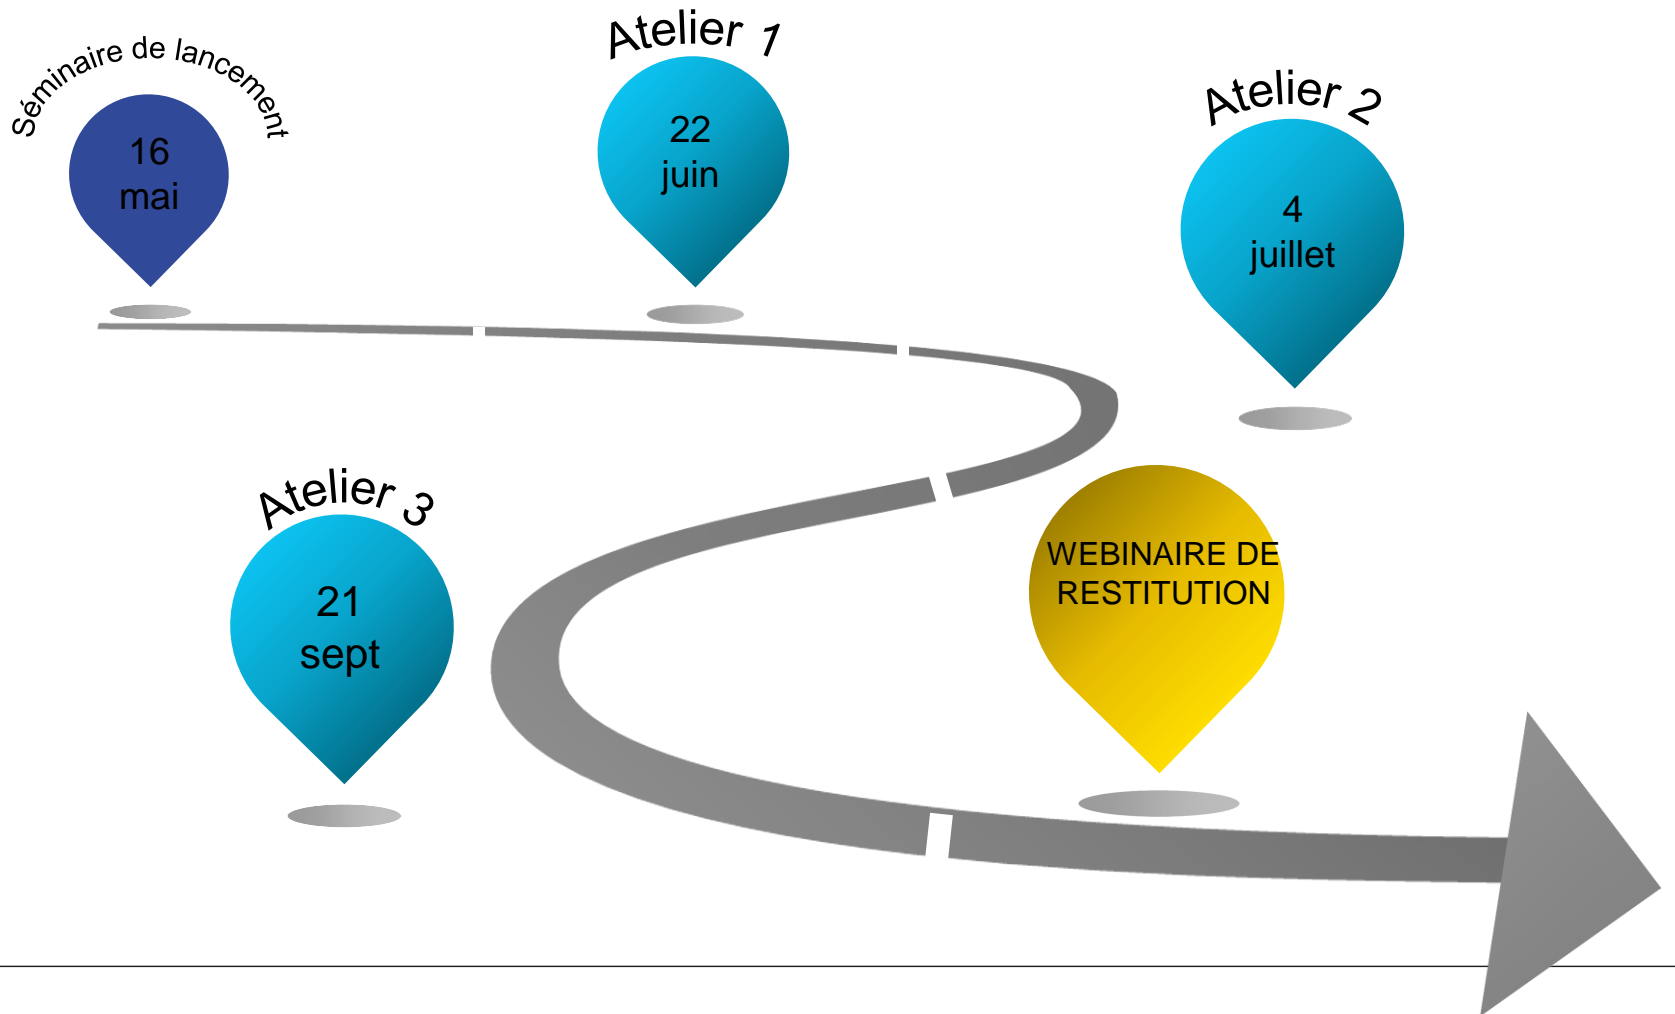 Séminaire de lancement
16
mai
Atelier 1
22
juin
Atelier 2
4
juillet
Atelier 3
21
sept
WEBINAIRE DE
RESTITUTION